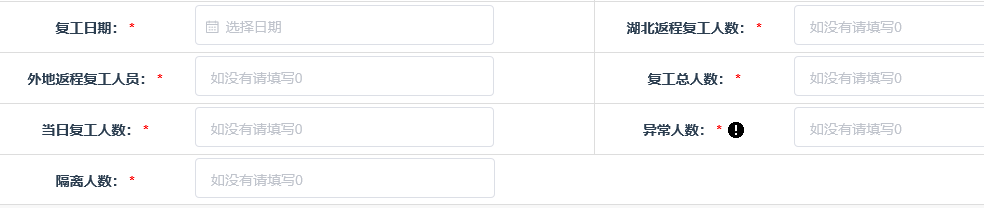 复工日期： * 选择日期 湖北返程复工人数： * 如没有请填写0
外地返程复工人员： * 如没有请填写0 复工总人数： * 如没有请填写0
当日复工人数： * 如没有请填写0 异常人数： * 如没有请填写0
隔离人数： * 如没有请填写0